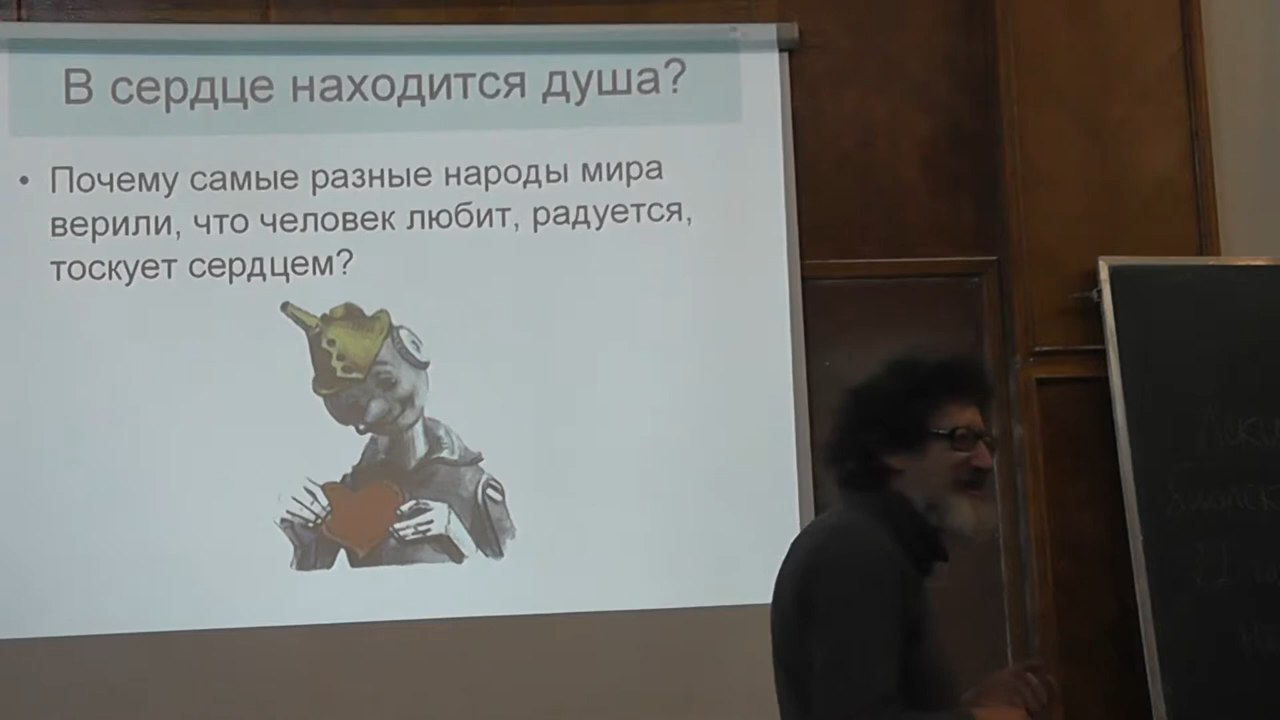 В сердце находится душа?
• Почему самые разные народы мира
верили, что человек любит, радуется,
тоскует сердцем?